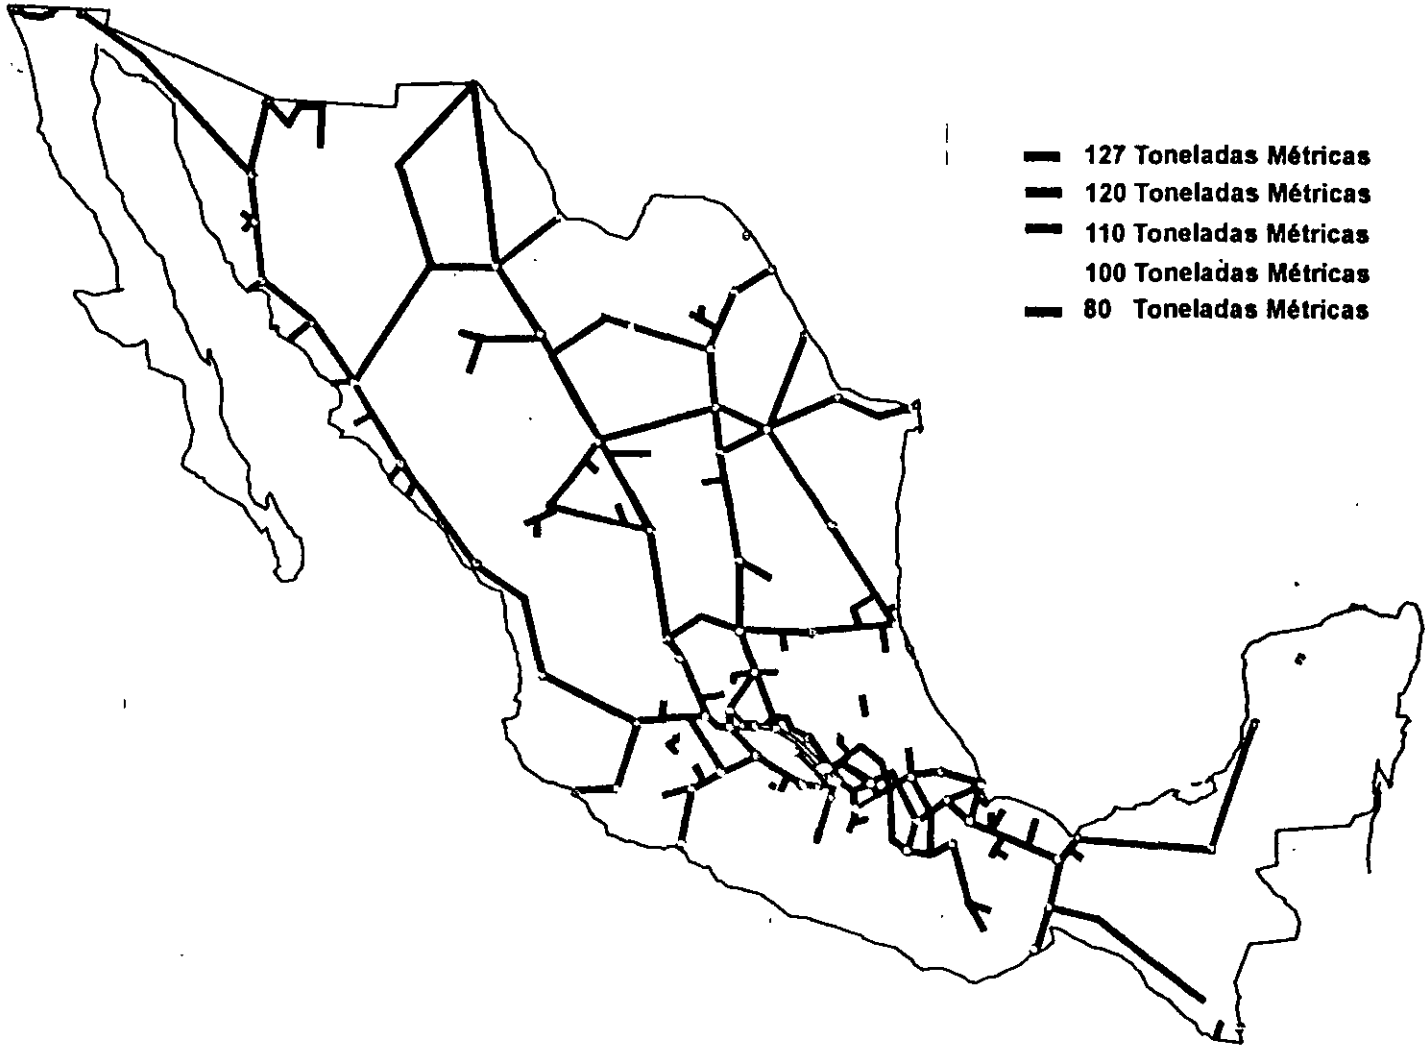 127 Toneladas Métricas
120 Toneladas Métricas
110 Toneladas Métricas
100 Toneladas Métricas
80 Toneladas Métricas